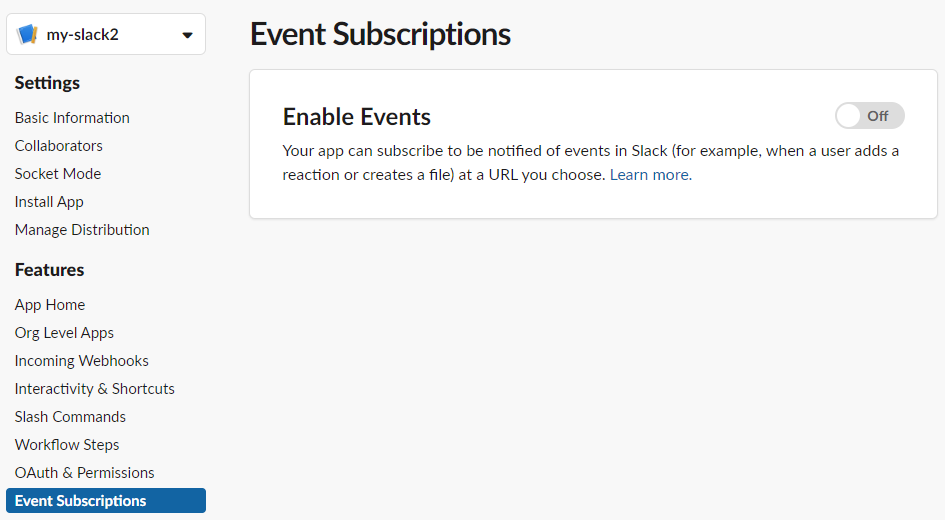 my-slack2
Settings
Basic Information
Collaborators
Socket Mode
Install App
Manage Distribution
Features
App Home
Org Level Apps
Incoming Webhooks
Interactivity & Shortcuts
Slash Commands
Workflow Steps
OAuth & Permissions
Event Subscriptions
Event Subscriptions
Enable Events
Off
Your app can subscribe to be notified of events in Slack (for example, when a user adds a
reaction or creates a file) at a URL you choose. Learn more.